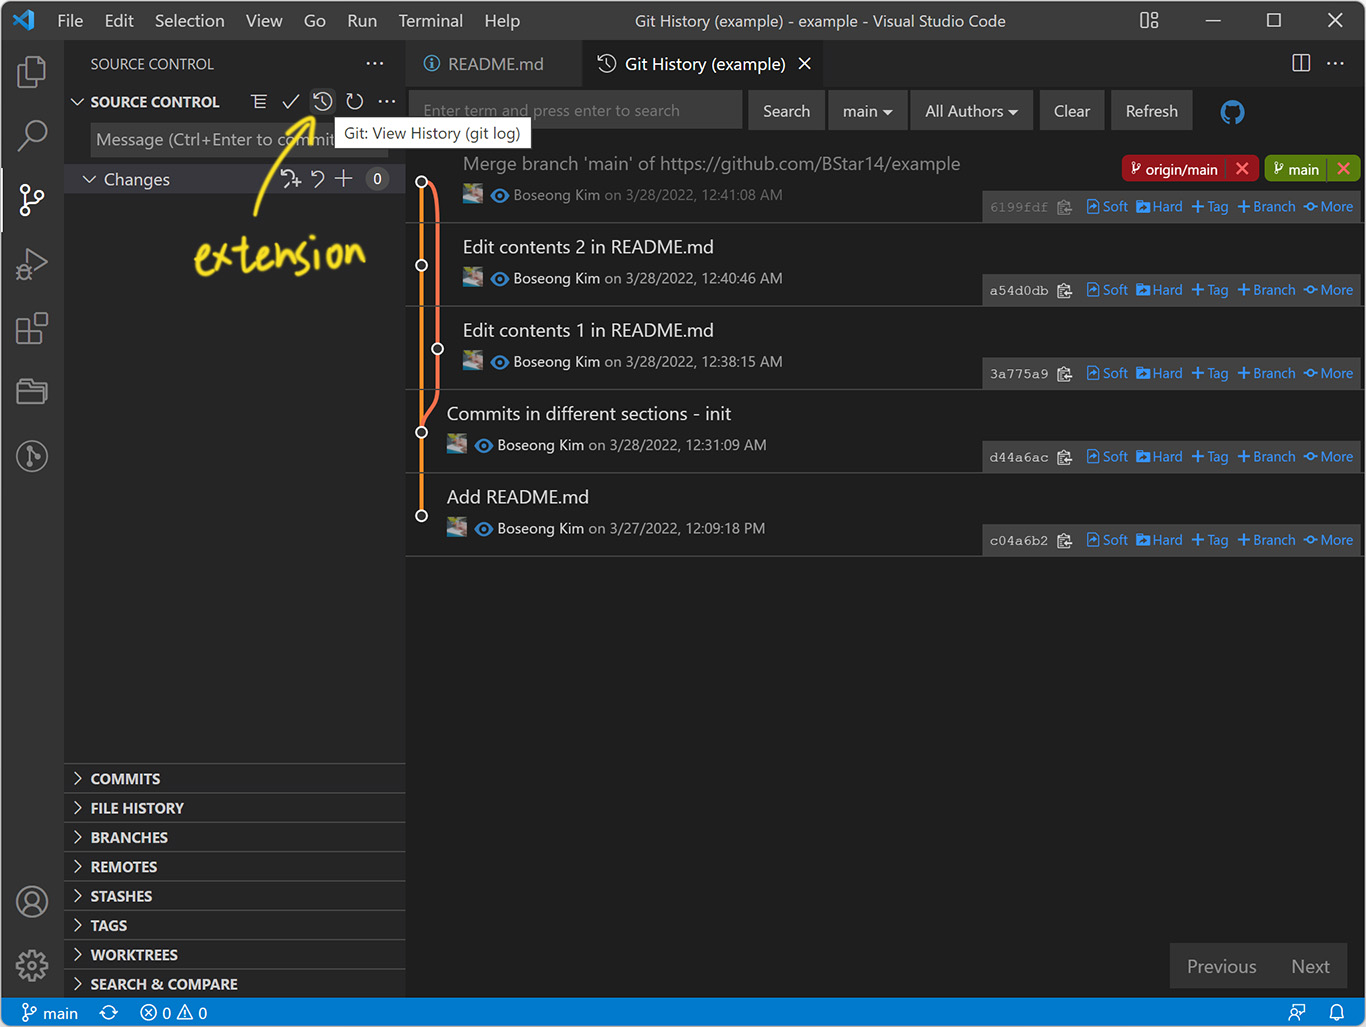 File Edit Selection View Go Run Terminal Help Git History (example) - example - Visual Studio Code
SOURCE CONTROL
README.md Git History (example)
SOURCE CONTROL
Enter term and press enter to search Search main All Authors Clear Refresh
Message (Ctrl+Enter to commit
Git: View History (git log)
Changes 0
extension
Merge branch 'main' of https://github.com/BStar14/example origin/main main
Boseong Kim on 3/28/2022, 12:41:08 AM
6199fdf Soft Hard Tag Branch More
Edit contents 2 in README.md
Boseong Kim on 3/28/2022, 12:40:46 AM
a54d0db Soft Hard Tag Branch More
Edit contents 1 in README.md
Boseong Kim on 3/28/2022, 12:38:15 AM
3a775a9 Soft Hard Tag Branch More
Commits in different sections - init
Boseong Kim on 3/28/2022, 12:31:09 AM
d44a6ac Soft Hard Tag Branch More
Add README.md
Boseong Kim on 3/27/2022, 12:09:18 PM
c04a6b2 Soft Hard Tag Branch More
COMMITS
FILE HISTORY
BRANCHES
REMOTES
STASHES
TAGS
WORKTREES
SEARCH & COMPARE
Previous Next
main 0 0